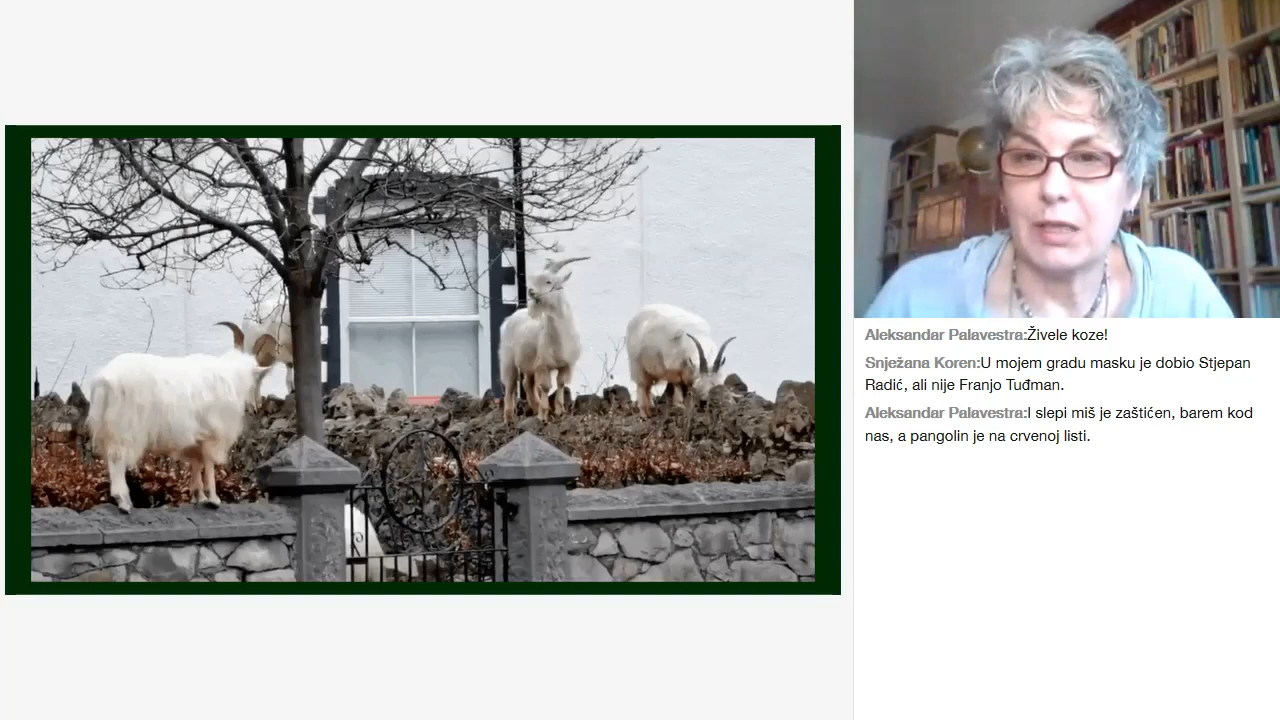 Aleksandar Palavestra:Živele koze!
Snježana Koren:U mojem gradu masku je dobio Stjepan
Radić, ali nije Franjo Tuđman.
Aleksandar Palavestra:I slepi miš je zaštićen, barem kod
nas, a pangolin je na crvenoj listi.